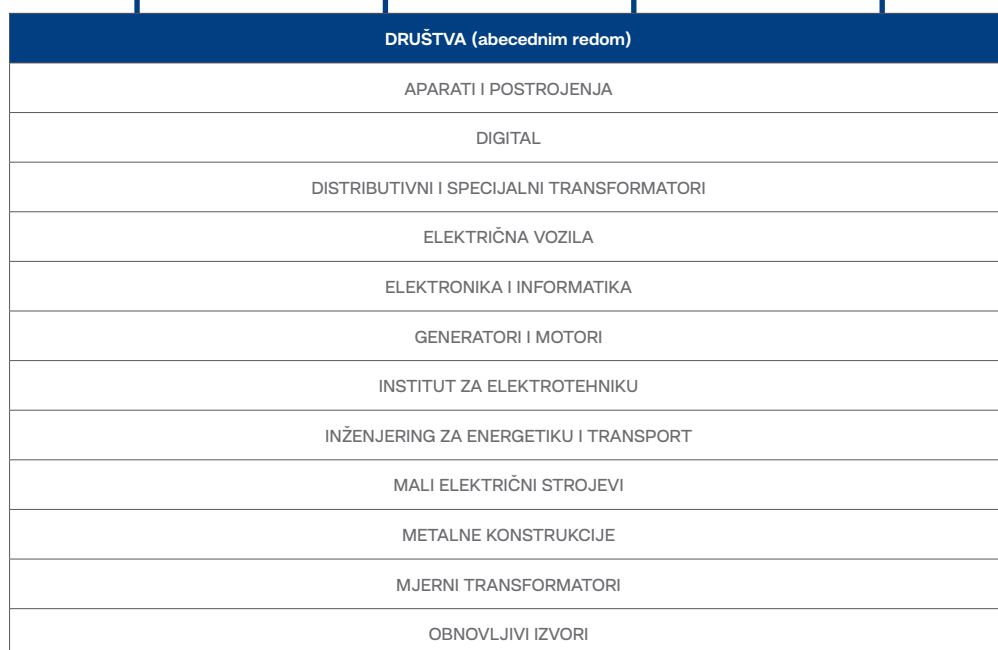 DRUŠTVA (abecednim redom)
APARATI I POSTROJENJA
DIGITAL
DISTRIBUTIVNI I SPECIJALNI TRANSFORMATORI
ELEKTRIČNA VOZILA
ELEKTRONIKA I INFORMATIKA
GENERATORI I MOTORI
INSTITUT ZA ELEKTROTEHNIKU
INŽENJERING ZA ENERGETIKU I TRANSPORT
MALI ELEKTRIČNI STROJEVI
METALNE KONSTRUKCIJE
MJERNI TRANSFORMATORI
OBNOVLJIVI IZVORI